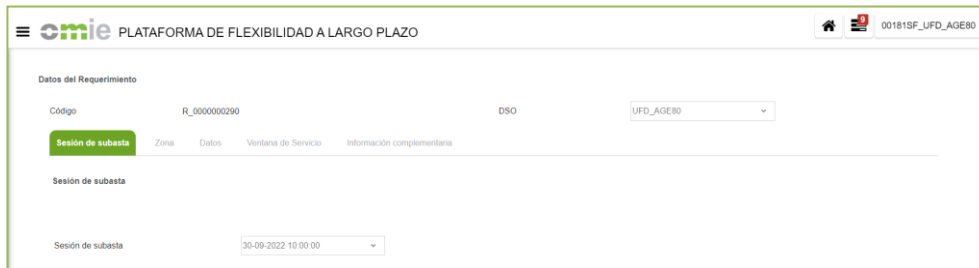 omie PLATAFORMA DE FLEXIBILIDAD A LARGO PLAZO 9 00181SF_UFD_AGE80
Datos del Requerimiento
Código R_0000000290 DSO UFD_AGE80
Sesión de subasta Zona Datos Ventana de Servicio Información complementaria
Sesión de subasta
Sesión de subasta 30-09-2022 10:00:00